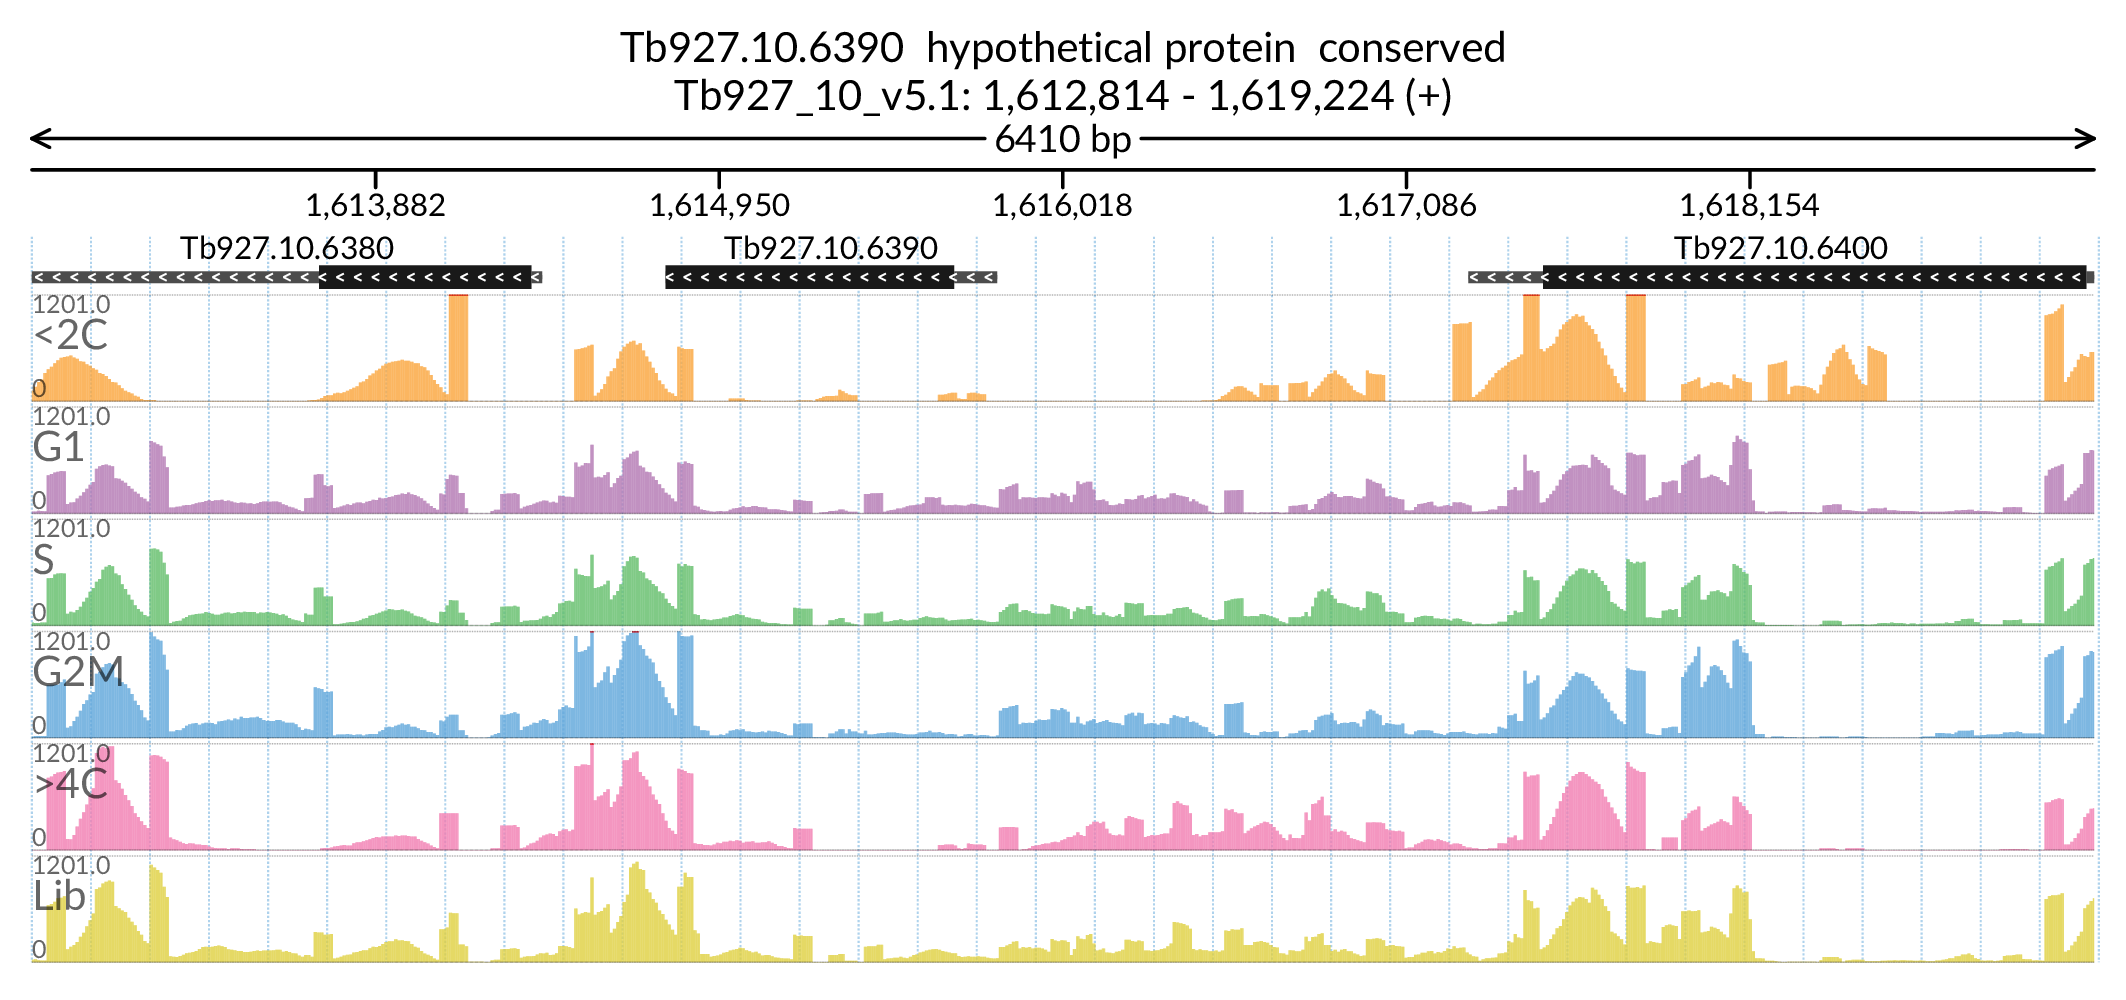 Tb927.10.6390 hypothetical protein conserved
Tb927_10_v5.1: 1,612,814 - 1,619,224 (+)
6410 bp
1,613,882 1,614,950 1,616,018 1,617,086 1,618,154
Tb927.10.6380 Tb927.10.6390 Tb927.10.6400
1201.0
<2C
0
1201.0
G1
0
1201.0
S
0
1201.0
G2M
0
1201.0
>4C
0
1201.0
Lib
0